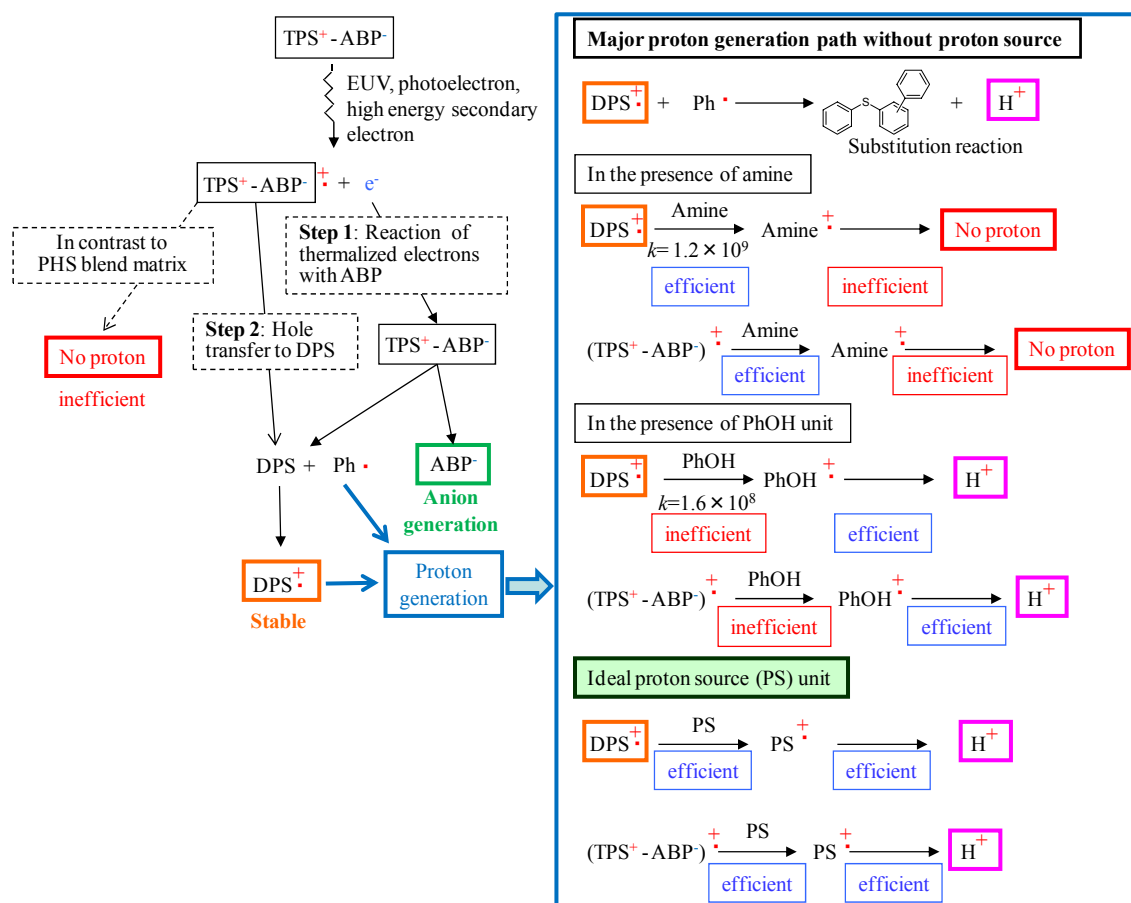 TPS+-ABP-
EUV, photoelectron,
high energy secondary
electron
TPS+-ABP- +• + e-
In contrast to
PHS blend matrix
Step 1: Reaction of
thermalized electrons
with ABP
No proton
inefficient
Step 2: Hole
transfer to DPS
TPS+-ABP-
DPS + Ph •
ABP-
Anion
generation
DPS +•
Stable
Proton
generation
Major proton generation path without proton source
DPS +• + Ph • S + H+
Substitution reaction
In the presence of amine
DPS +• Amine Amine +• No proton
k= 1.2 × 10⁹
efficient inefficient
(TPS+-ABP-) +• Amine Amine +• No proton
efficient inefficient
In the presence of PhOH unit
DPS +• PhOH PhOH +• H+
k=1.6 × 10⁸
inefficient efficient
(TPS+-ABP-) +• PhOH PhOH +• H+
inefficient efficient
Ideal proton source (PS) unit
DPS +• PS PS +• H+
efficient efficient
(TPS+-ABP-) +• PS PS +• H+
efficient efficient